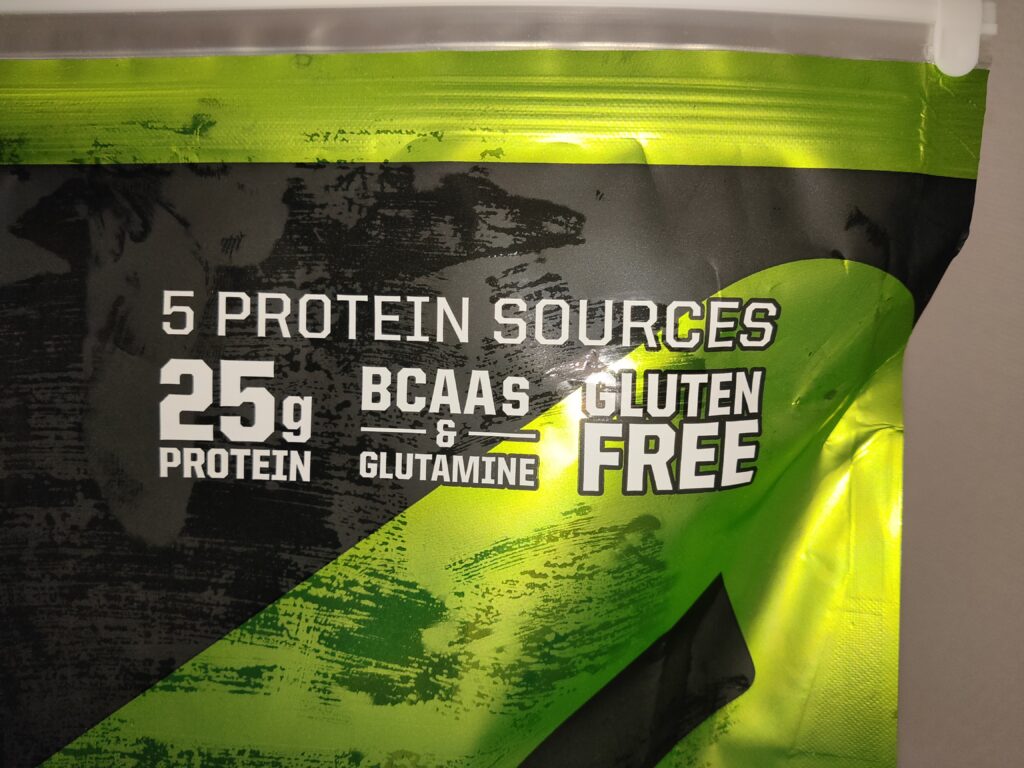 5 PROTEIN SOURCES
25g
PROTEIN
BCAAs
&
GLUTAMINE
GLUTEN
FREE